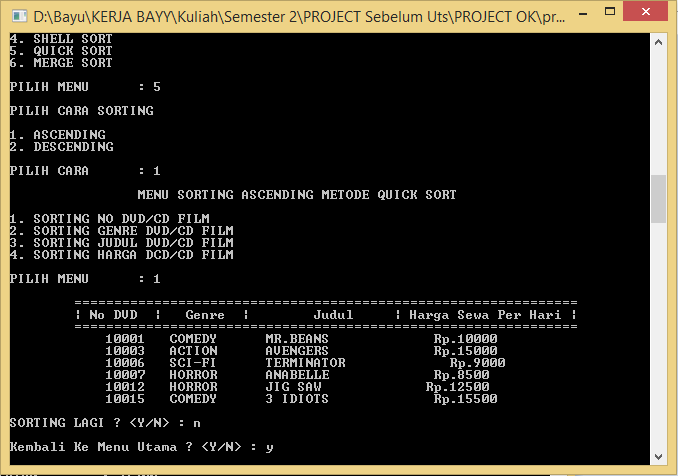 D:\Bayu\KERJA BAYY\Kuliah\Semester 2\PROJECT Sebelum Uts\PROJECT OK\pr...
4. SHELL SORT
5. QUICK SORT
6. MERGE SORT
PILIH MENU : 5
PILIH CARA SORTING
1. ASCENDING
2. DESCENDING
PILIH CARA : 1
MENU SORTING ASCENDING METODE QUICK SORT
1. SORTING NO DVD/CD FILM
2. SORTING GENRE DVD/CD FILM
3. SORTING JUDUL DVD/CD FILM
4. SORTING HARGA DCD/CD FILM
PILIH MENU : 1
===============================================================
| No DVD | Genre | Judul | Harga Sewa Per Hari |
===============================================================
10001 COMEDY MR.BEANS Rp.10000
10003 ACTION AVENGERS Rp.15000
10006 SCI-FI TERMINATOR Rp.9000
10007 HORROR ANABELLE Rp.8500
10012 HORROR JIG SAW Rp.12500
10015 COMEDY 3 IDIOTS Rp.15500
SORTING LAGI ? <Y/N> : n
Kembali Ke Menu Utama ? <Y/N> : y